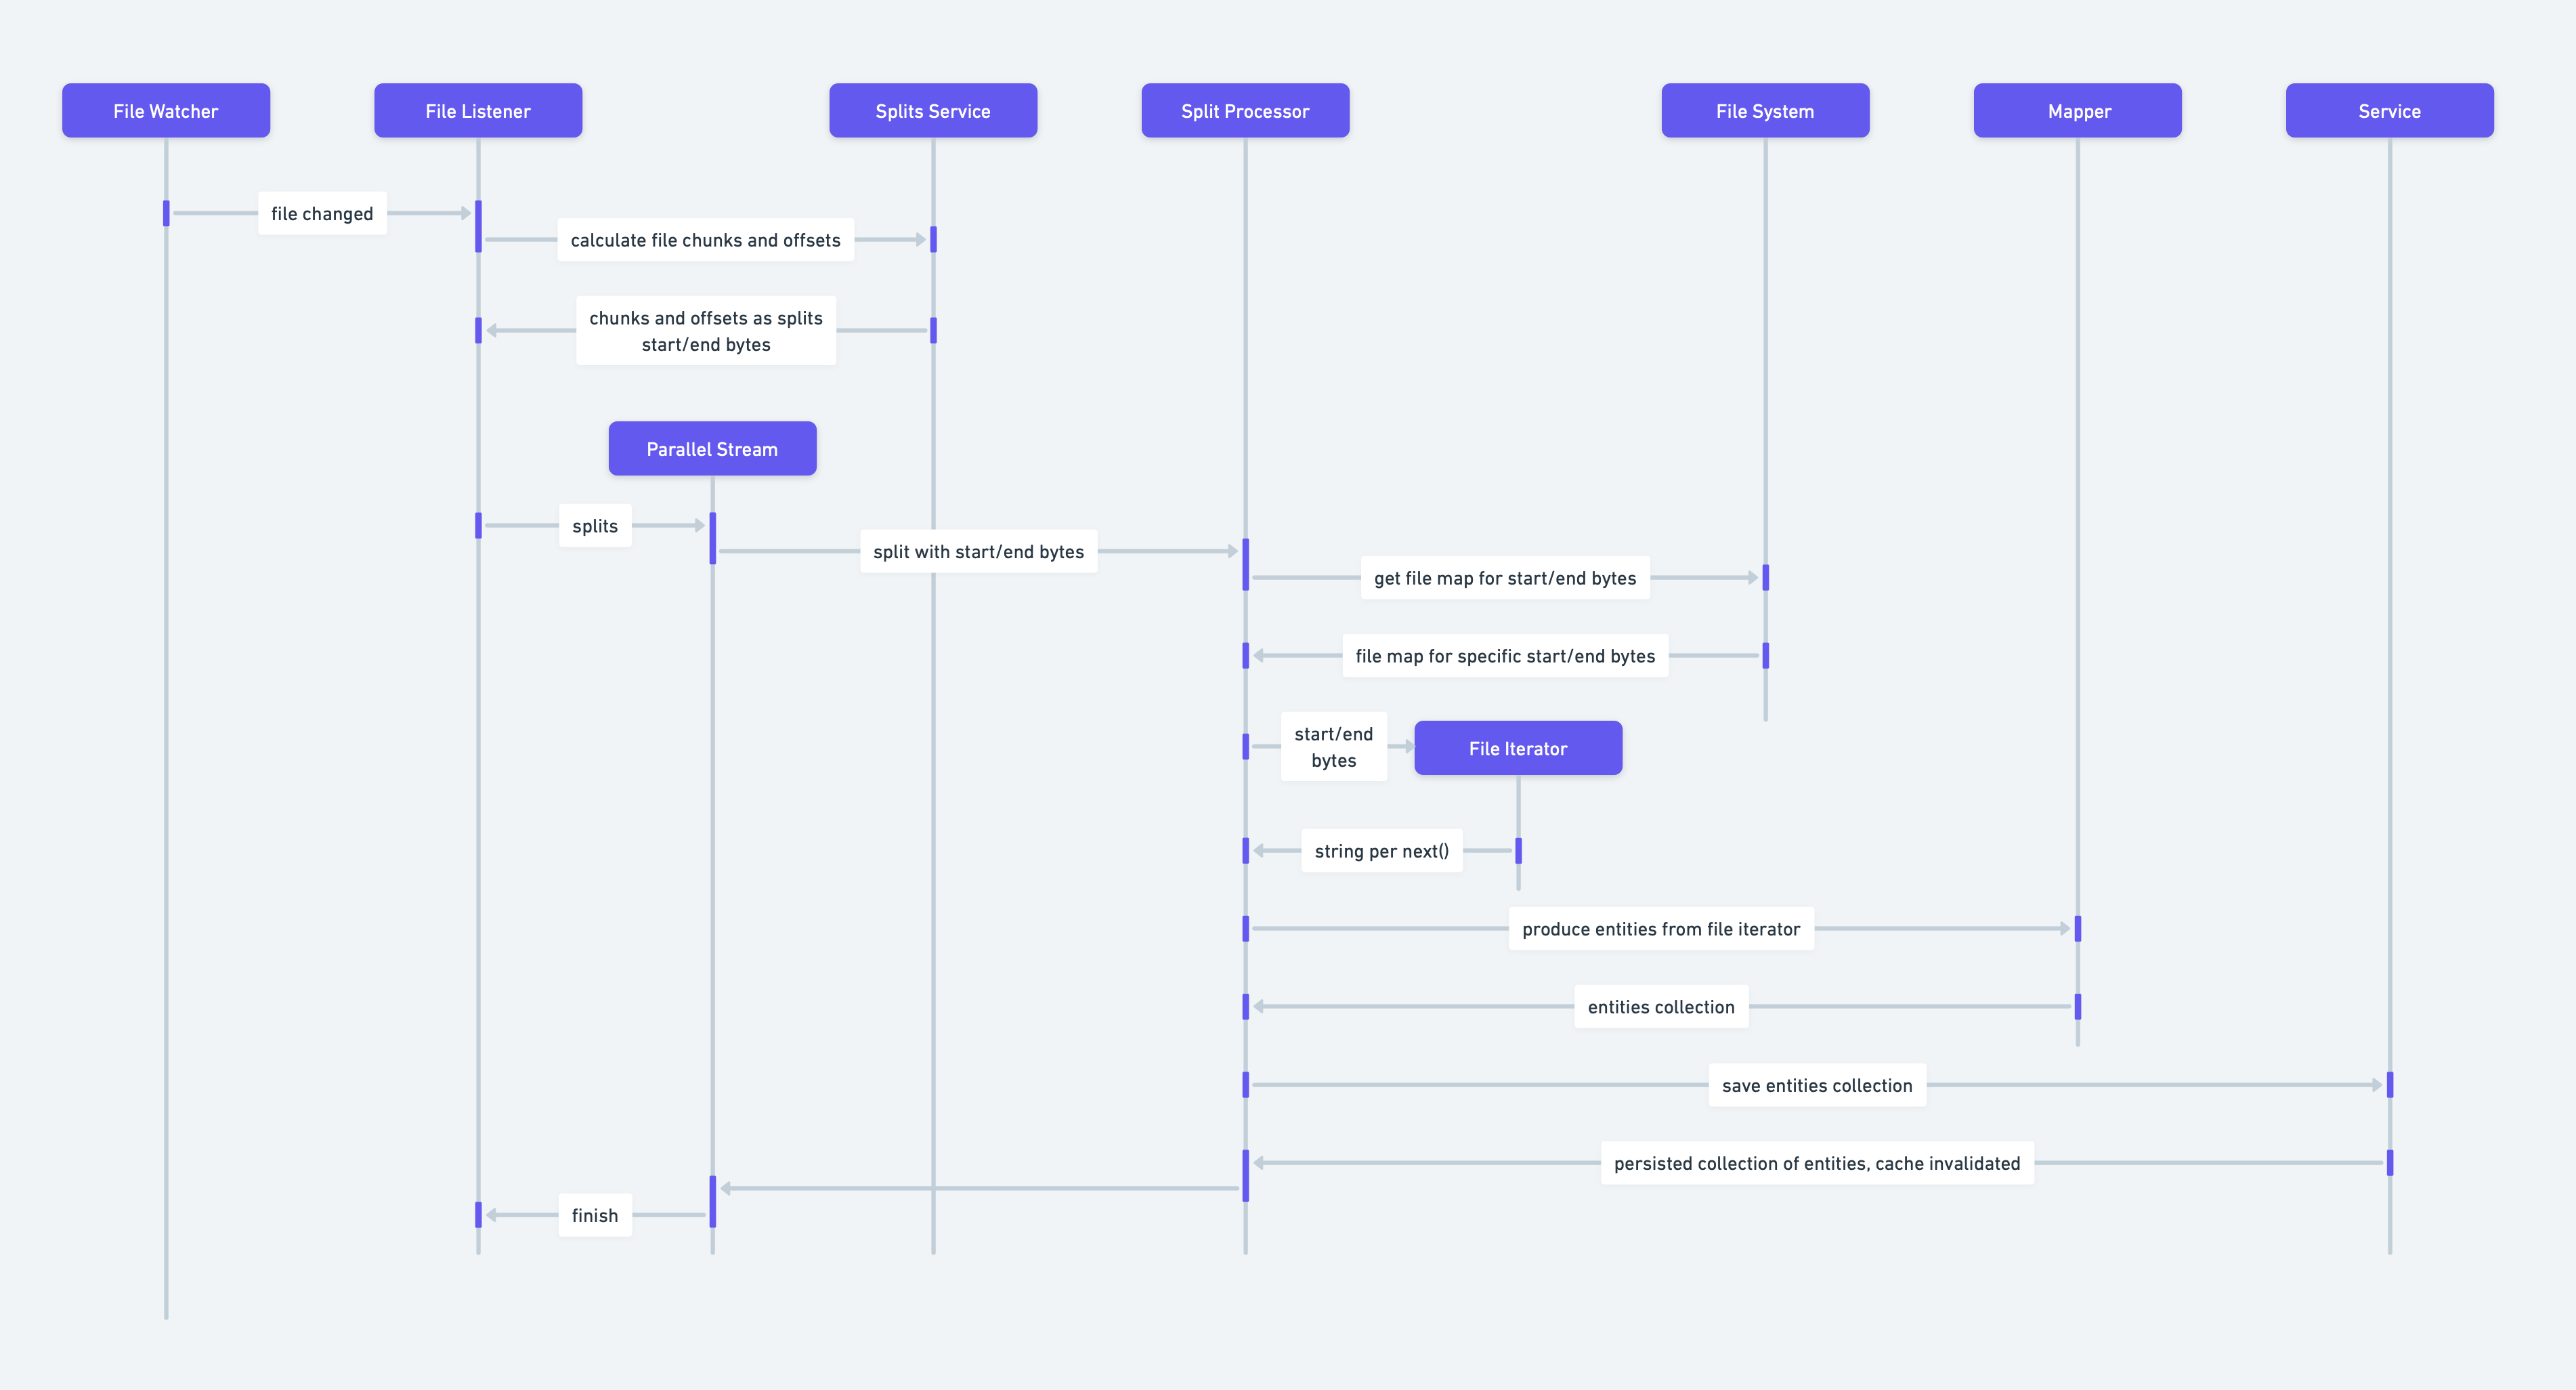 File Watcher
File Listener
Splits Service
Split Processor
File System
Mapper
Service
file changed
calculate file chunks and offsets
chunks and offsets as splits
start/end bytes
Parallel Stream
splits
split with start/end bytes
get file map for start/end bytes
file map for specific start/end bytes
start/end
bytes
File Iterator
string per next()
produce entities from file iterator
entities collection
save entities collection
persisted collection of entities, cache invalidated
finish